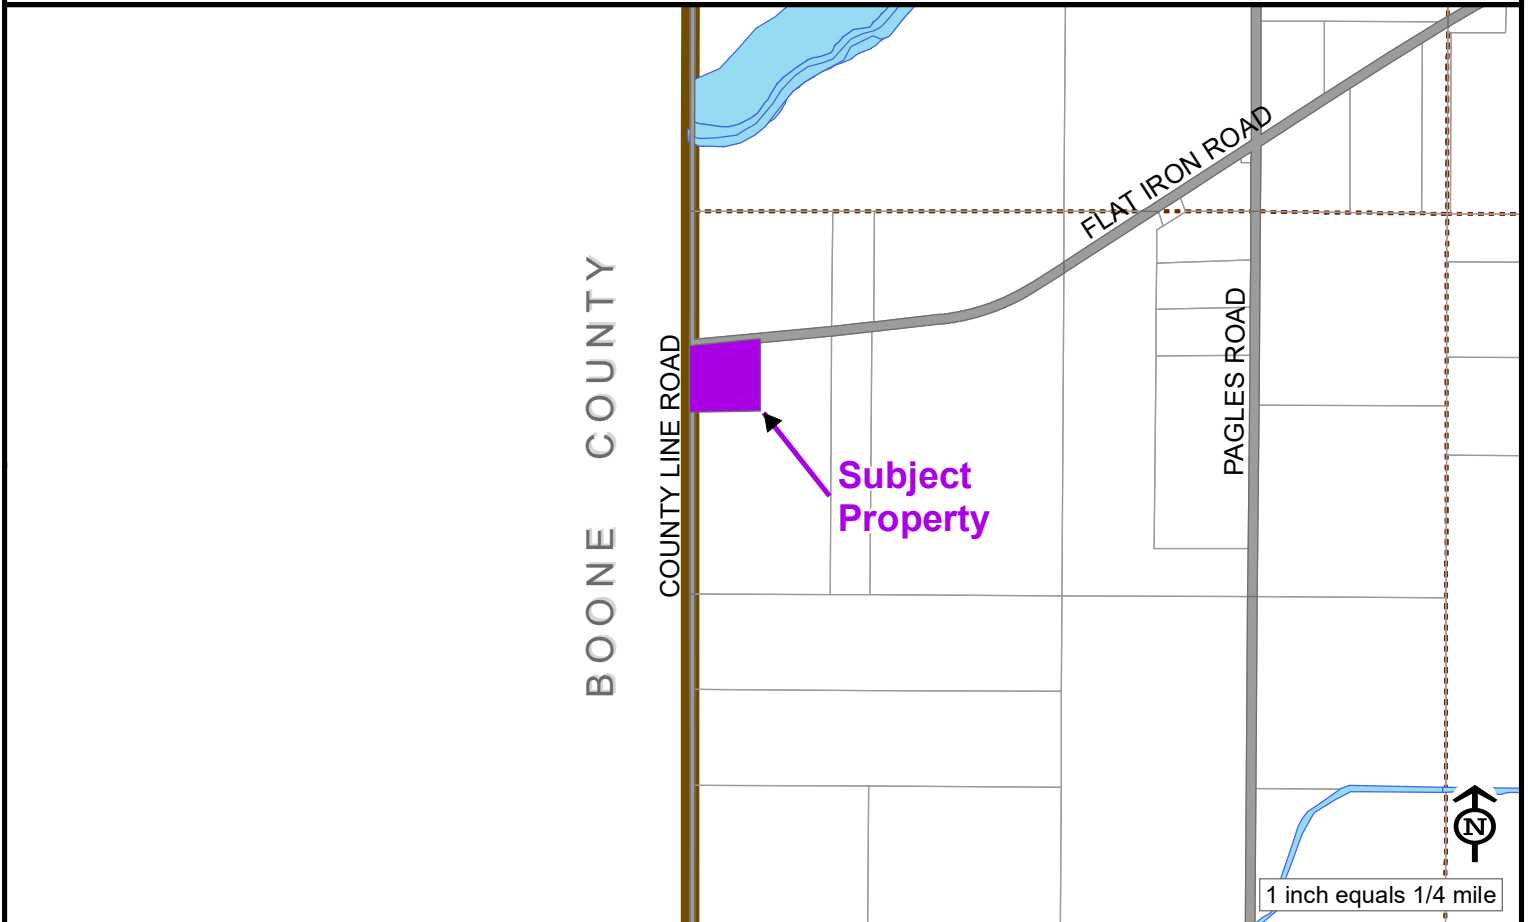 FLAT IRON ROAD
BOONE COUNTY
COUNTY LINE ROAD
PAGLES ROAD
Subject
Property
N
1 inch equals 1/4 mile